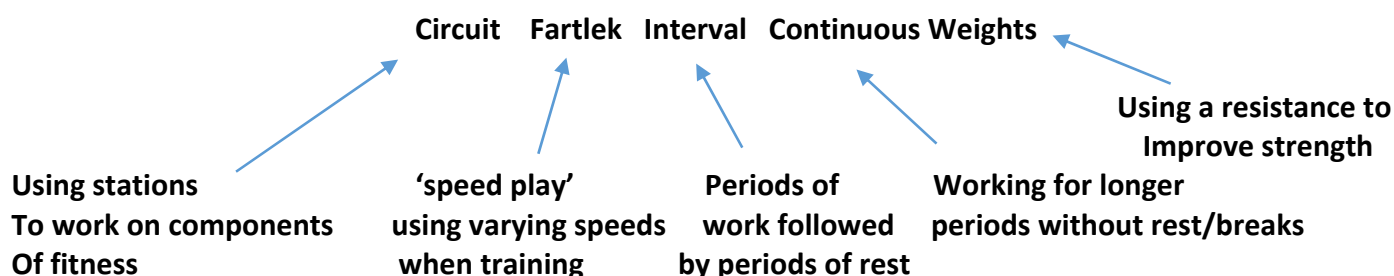 Circuit Fartlek Interval Continuous Weights
Using a resistance to
Improve strength
Using stations
To work on components
Of fitness
'speed play'
using varying speeds
when training
Periods of
work followed
by periods of rest
Working for longer
periods without rest/breaks